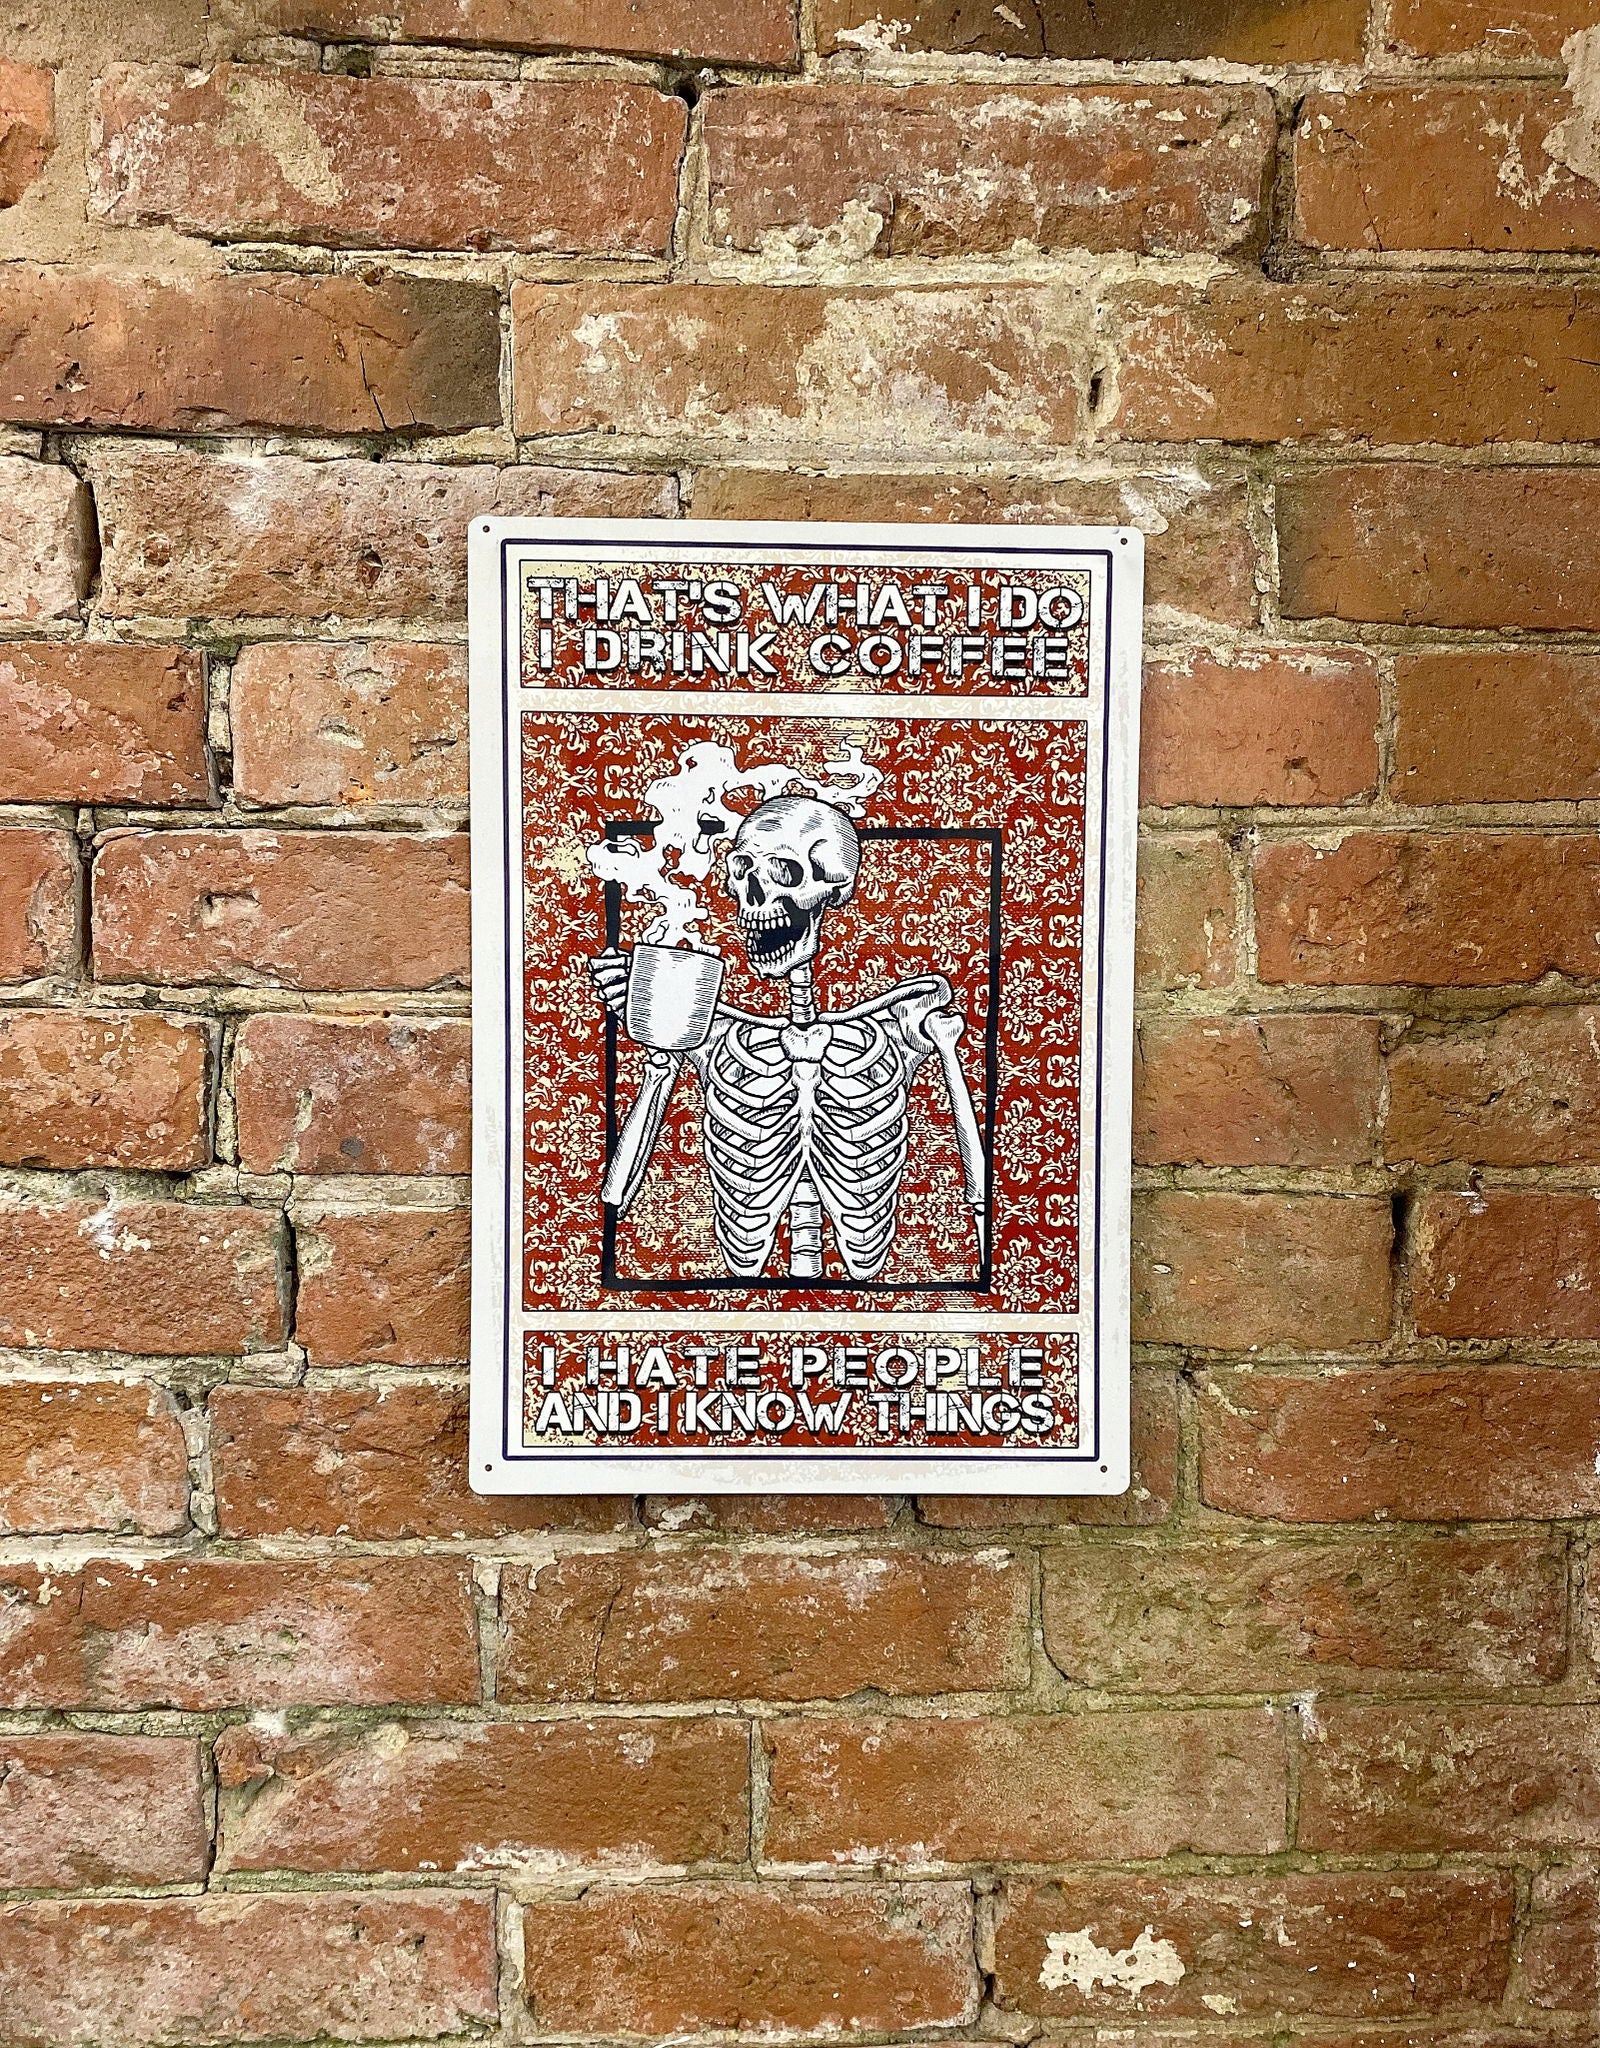 THAT'S WHAT I DO
I DRINK COFFEE
I HATE PEOPLE
AND I KNOW THINGS